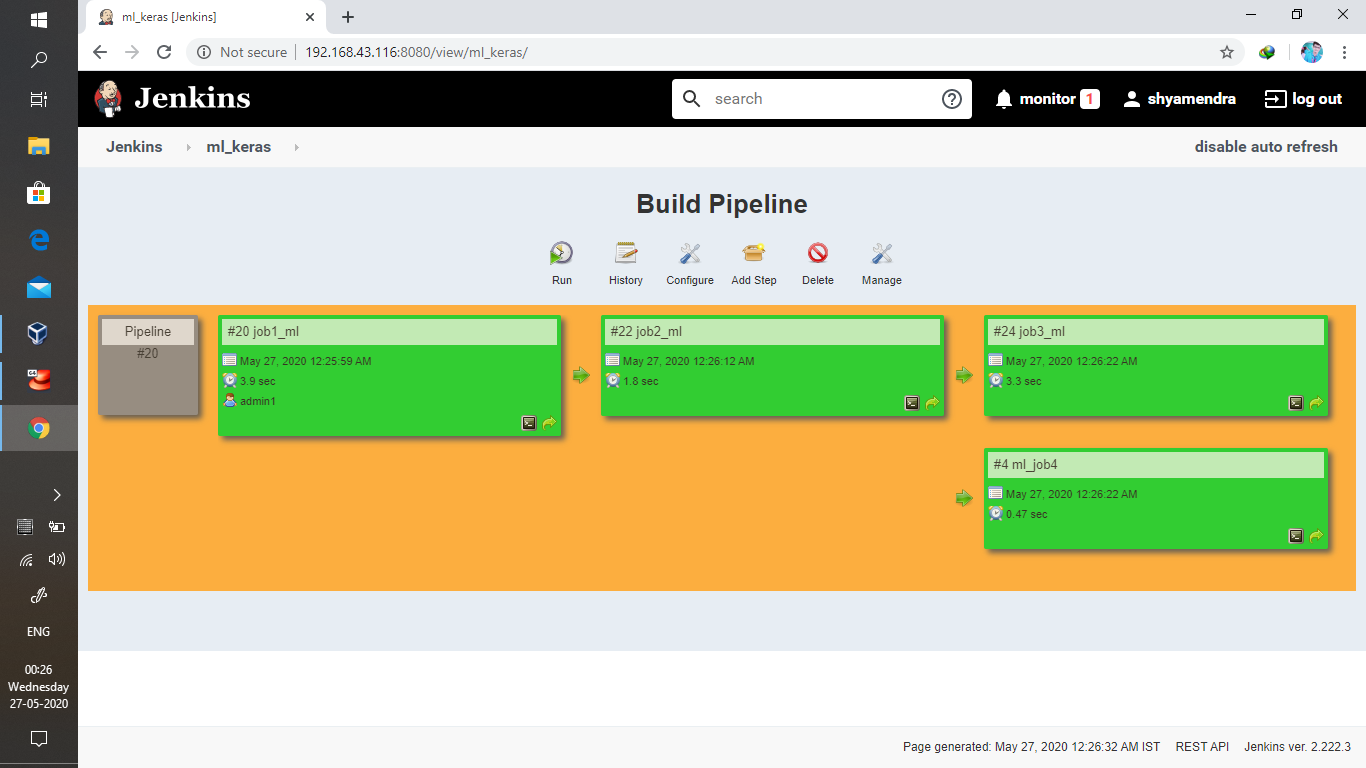 ml_keras [Jenkins]
Not secure
192.168.43.116:8080/view/ml_keras/
Jenkins
search
monitor 1
shyamendra
log out
Jenkins
ml_keras
disable auto refresh
Build Pipeline
Run
History
Configure
Add Step
Delete
Manage
Pipeline
#20
#20 job1_ml
May 27, 2020 12:25:59 AM
3.9 sec
admin1
#22 job2_ml
May 27, 2020 12:26:12 AM
1.8 sec
#24 job3_ml
May 27, 2020 12:26:22 AM
3.3 sec
#4 ml_job4
May 27, 2020 12:26:22 AM
0.47 sec
64
ENG
00:26
Wednesday
27-05-2020
Page generated: May 27, 2020 12:26:32 AM IST
REST API
Jenkins ver. 2.222.3